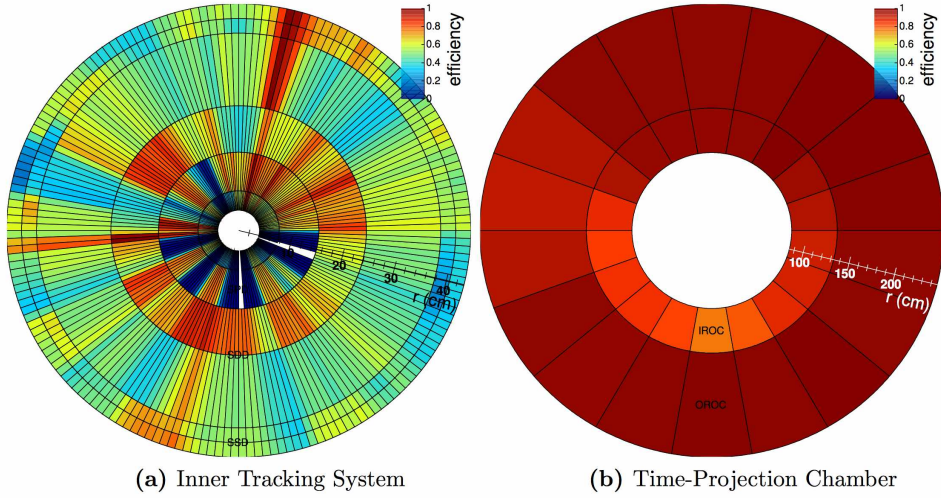 1
0.8
0.6
0.4
0.2
0
efficiency
20
30
40
r (cm)
SDD
SSD
1
0.8
0.6
0.4
0.2
0
efficiency
100
150
200
r (cm)
IROC
OROC
(a) Inner Tracking System
(b) Time-Projection Chamber